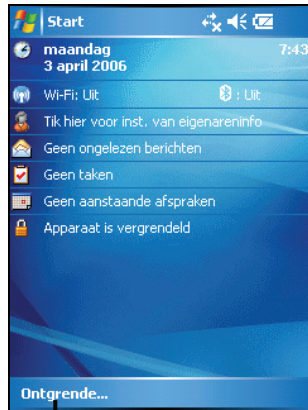 Start
maandag 7:43
3 april 2006
Wi-Fi: Uit : Uit
Tik hier voor inst. van eigenareninfo
Geen ongelezen berichten
Geen taken
Geen aanstaande afspraken
Apparaat is vergrendeld
Ontgrende...